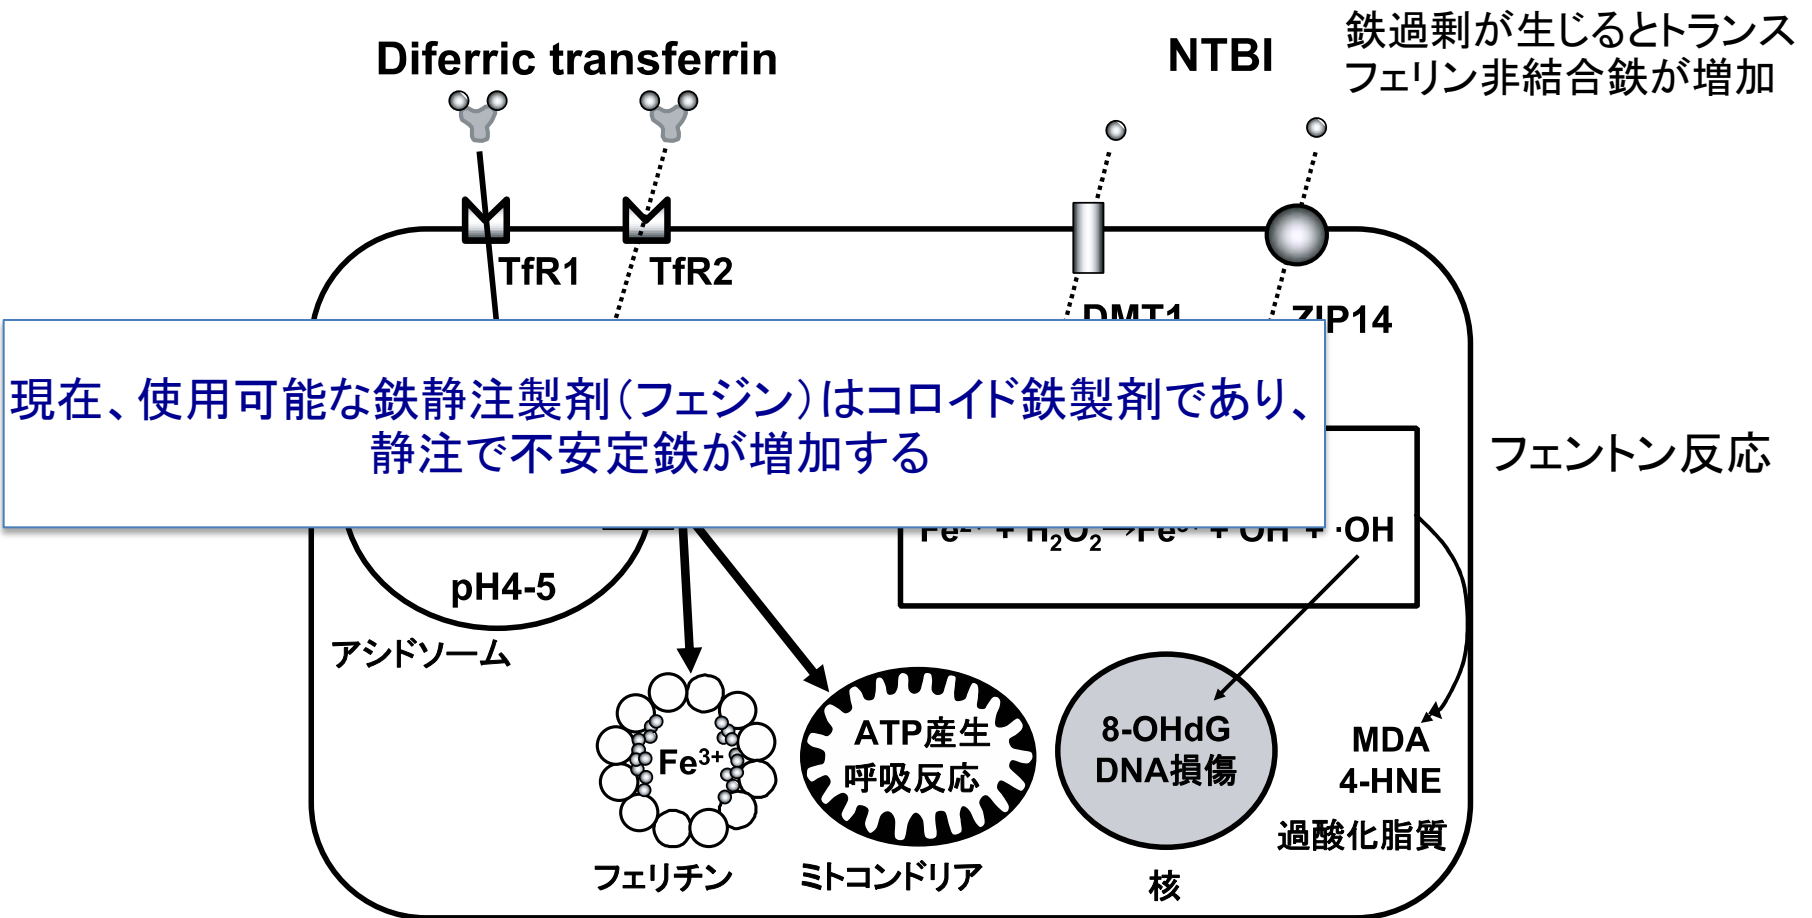 Diferric transferrin
NTBI
鉄過剰が生じるとトランス
フェリン非結合鉄が増加
TfR1
TfR2
DMT1
ZIP14
現在、使用可能な鉄静注製剤(フェジン)はコロイド鉄製剤であり、
静注で不安定鉄が増加する
フェントン反応
H₂O₂
·OH
pH4-5
アシドソーム
Fe³⁺
フェリチン
ATP産生
呼吸反応
ミトコンドリア
8-OHdG
DNA損傷
核
MDA
4-HNE
過酸化脂質